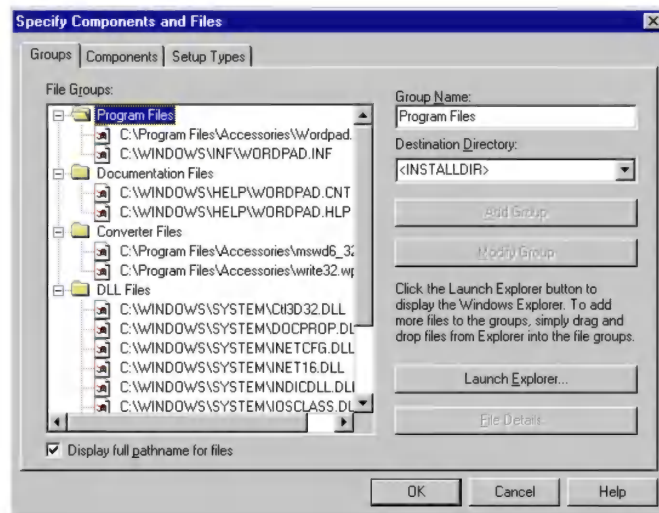 Specify Components and Files
Groups
Components
Setup Types
File Groups:
Program Files
C:\Program Files\Accessories\Wordpad.
C:\WINDOWS\INF\WORDPAD.INF
Documentation Files
C:\WINDOWS\HELP\WORDPAD.CNT
C:\WINDOWS\HELP\WORDPAD.HLP
Converter Files
C:\Program Files\Accessories\mswd6_32
C:\Program Files\Accessories\write32.wp
DLL Files
C:\WINDOWS\SYSTEM\Ctl3D32.DLL
C:\WINDOWS\SYSTEM\DOCPROP.DL
C:\WINDOWS\SYSTEM\INETCFG.DLL
C:\WINDOWS\SYSTEM\INET16.DLL
C:\WINDOWS\SYSTEM\INDICDLL.DLL
C:\WINDOWS\SYSTEM\IOSCLASS.DL
Display full pathname for files
Group Name:
Program Files
Destination Directory:
<INSTALLDIR>
Add Group
Modify Group
Click the Launch Explorer button to
display the Windows Explorer. To add
more files to the groups, simply drag and
drop files from Explorer into the file groups.
Launch Explorer...
File Details...
OK
Cancel
Help